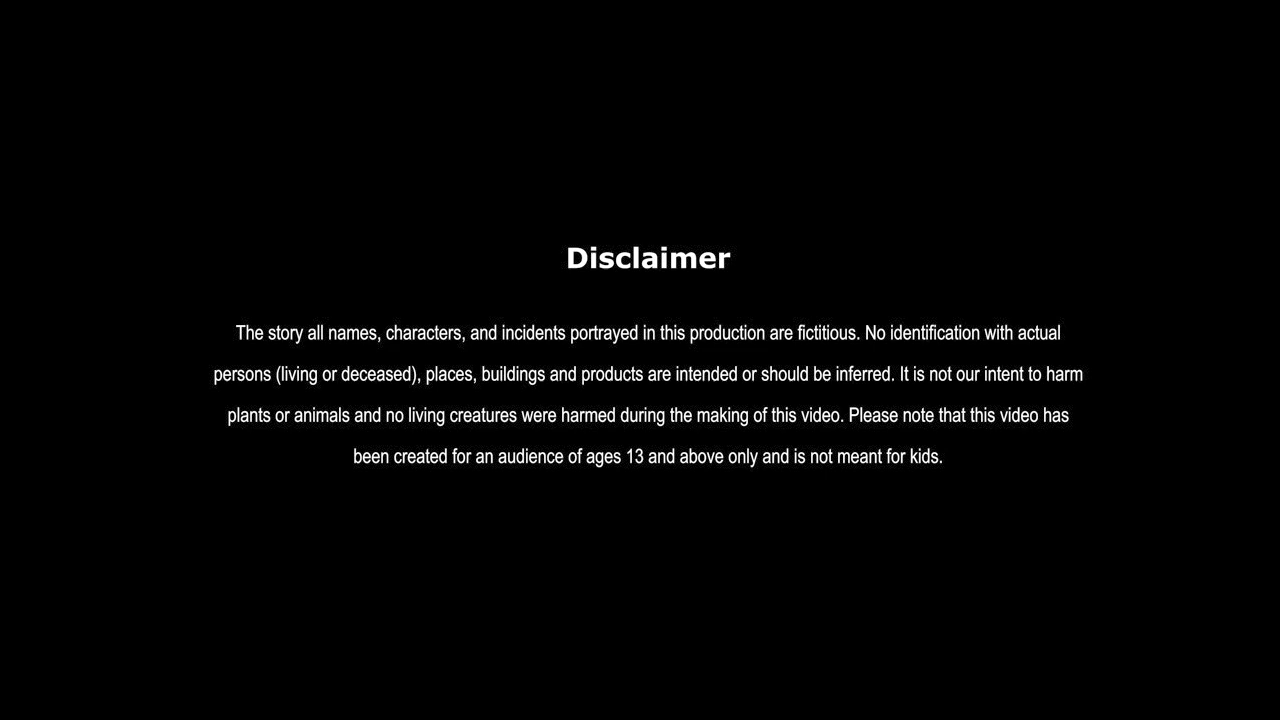 Disclaimer
The story all names, characters, and incidents portrayed in this production are fictitious. No identification with actual
persons (living or deceased), places, buildings and products are intended or should be inferred. It is not our intent to harm
plants or animals and no living creatures were harmed during the making of this video. Please note that this video has
been created for an audience of ages 13 and above only and is not meant for kids.